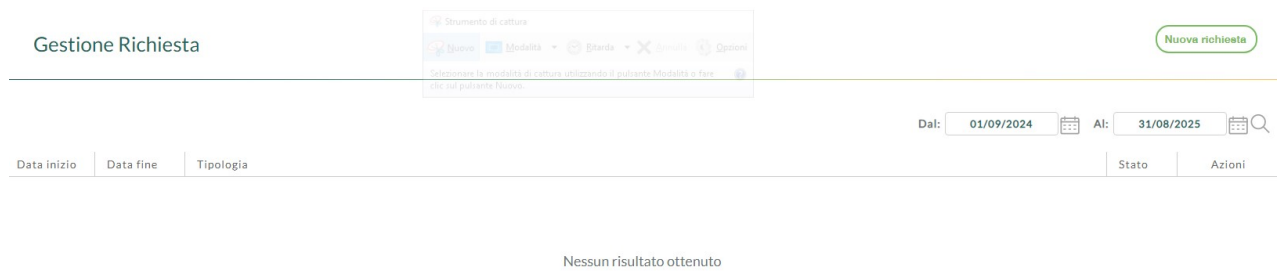 Strumento di cattura
Gestione Richiesta
Nuovo Modalità Ritarda Annulla Opzioni
Nuova richiesta
Selezionare la modalità di cattura utilizzando il pulsante Modalità o fare
clic sul pulsante Nuovo.
Dal: 01/09/2024 Al: 31/08/2025
Data inizio Data fine Tipologia Stato Azioni
Nessun risultato ottenuto